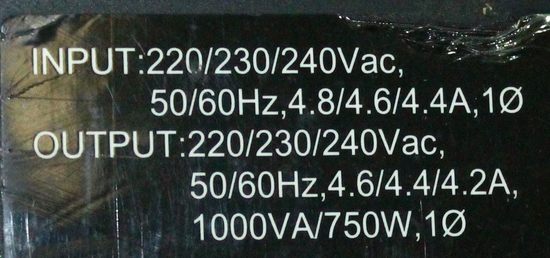 INPUT:220/230/240Vac,
50/60Hz,4.8/4.6/4.4A,1Ø
OUTPUT:220/230/240Vac,
50/60Hz,4.6/4.4/4.2A,
1000VA/750W,1Ø